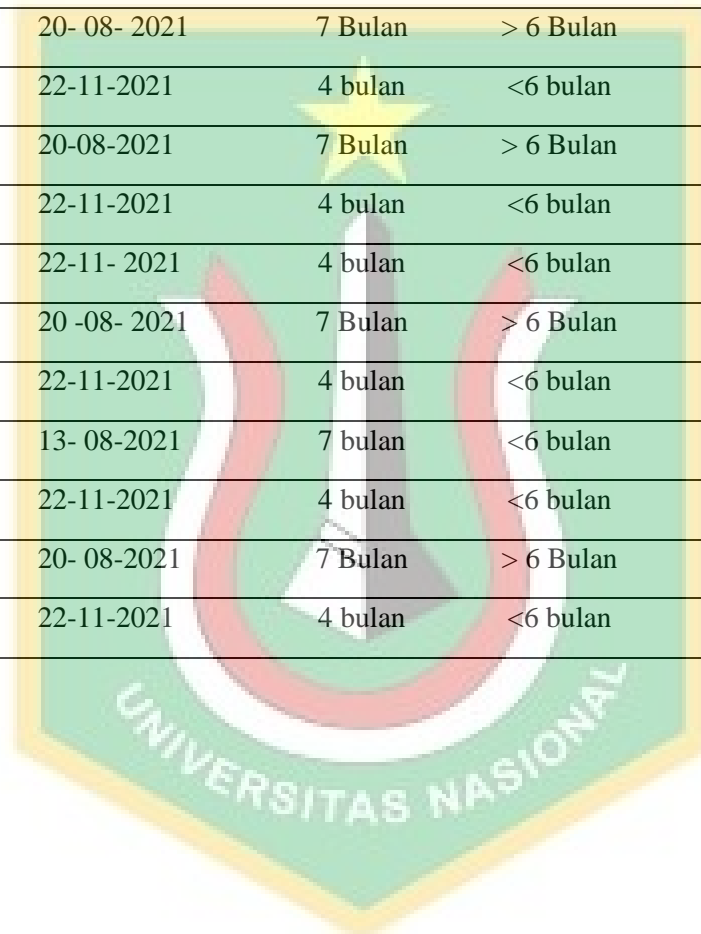 20- 08- 2021 7 Bulan > 6 Bulan
22-11-2021 4 bulan <6 bulan
20-08-2021 7 Bulan > 6 Bulan
22-11-2021 4 bulan <6 bulan
22-11- 2021 4 bulan <6 bulan
20 -08- 2021 7 Bulan > 6 Bulan
22-11-2021 4 bulan <6 bulan
13- 08-2021 7 bulan <6 bulan
22-11-2021 4 bulan <6 bulan
20- 08-2021 7 Bulan > 6 Bulan
22-11-2021 4 bulan <6 bulan
UNIVERSITAS NASIONAL